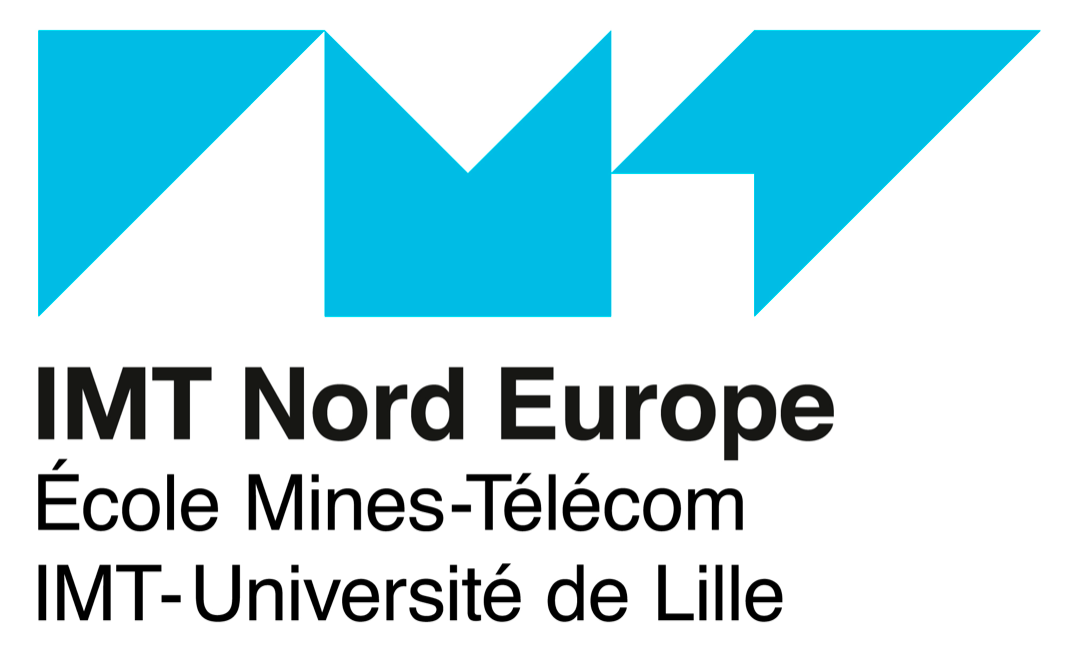 IMT Nord Europe
École Mines-Télécom
IMT-Université de Lille